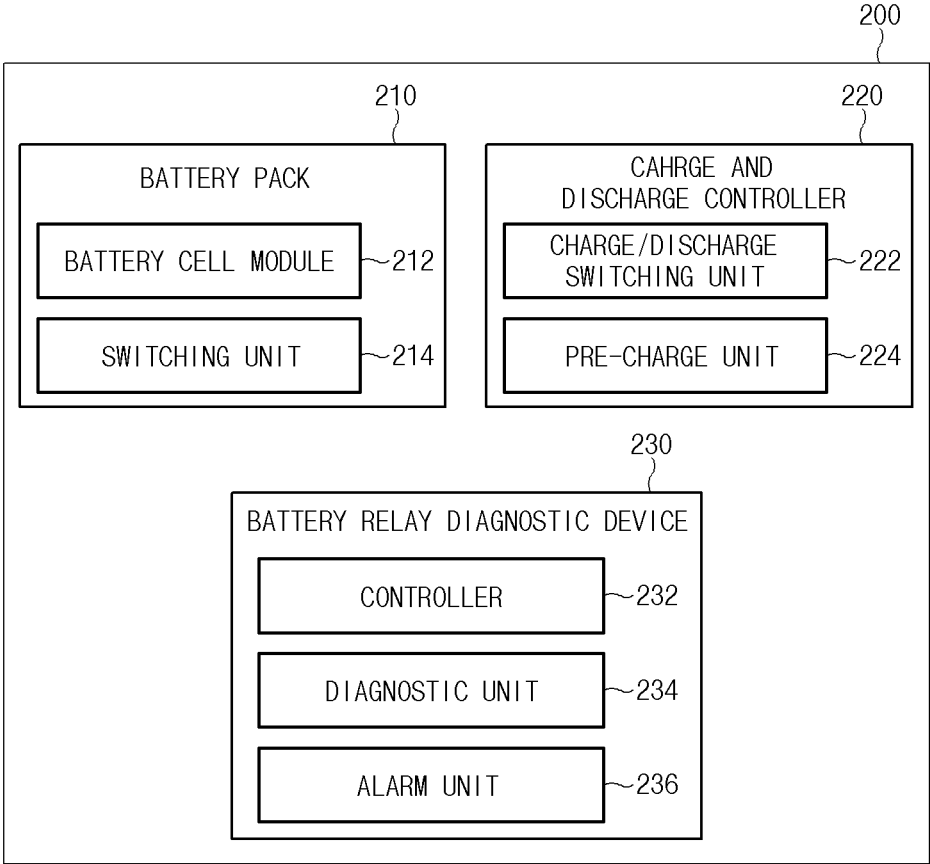 200
210
220
BATTERY PACK
BATTERY CELL MODULE
212
SWITCHING UNIT
214
CAHRGE AND
DISCHARGE CONTROLLER
CHARGE/DISCHARGE
SWITCHING UNIT
222
PRE-CHARGE UNIT
224
230
BATTERY RELAY DIAGNOSTIC DEVICE
CONTROLLER
232
DIAGNOSTIC UNIT
234
ALARM UNIT
236